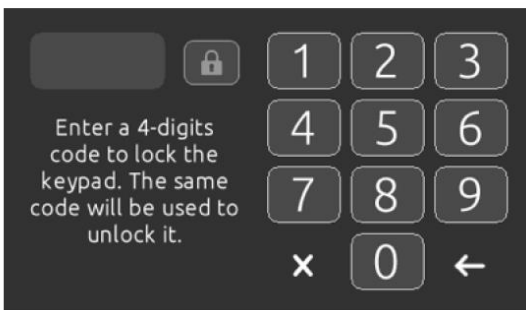 1 2 3
Enter a 4-digits
code to lock the
keypad. The same
code will be used to
unlock it.
4 5 6
7 8 9
x 0 ←